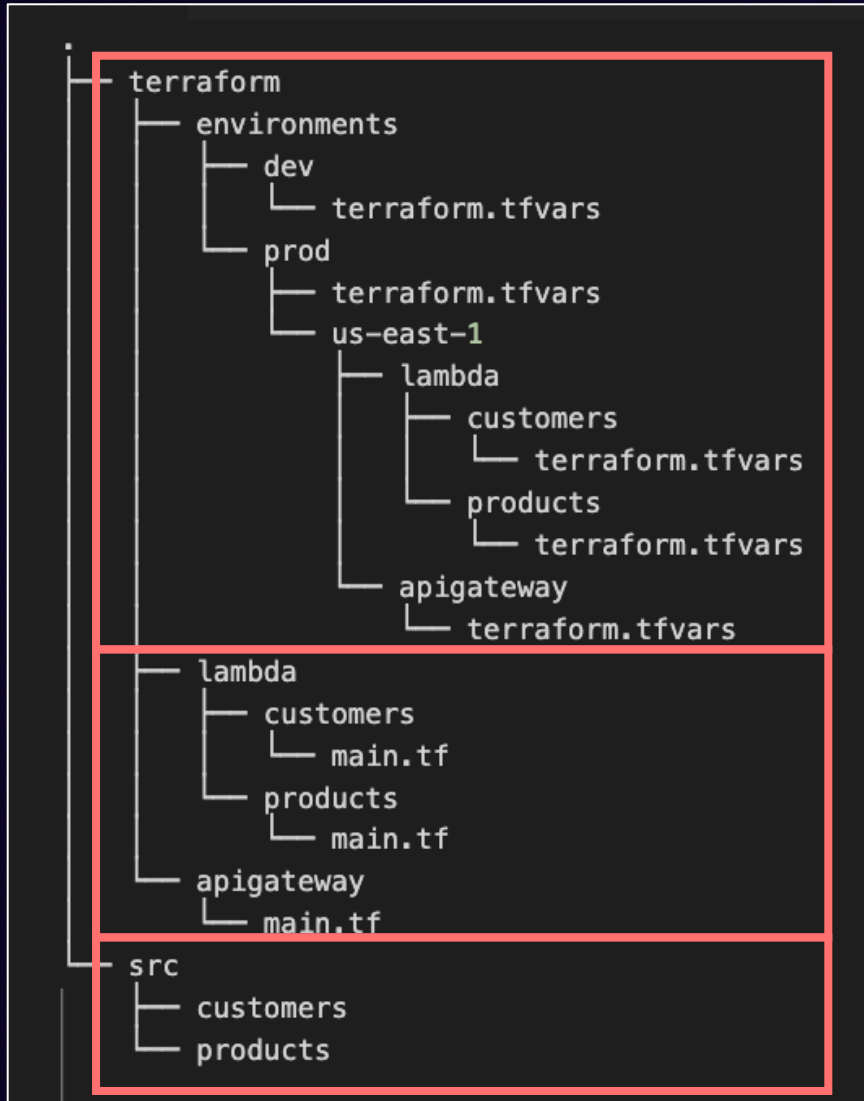 .
├── terraform
│   ├── environments
│   │   ├── dev
│   │   │   └── terraform.tfvars
│   │   └── prod
│   │       ├── terraform.tfvars
│   │       └── us-east-1
│   │           ├── lambda
│   │           │   ├── customers
│   │           │   │   └── terraform.tfvars
│   │           │   └── products
│   │           │       └── terraform.tfvars
│   │           └── apigateway
│   │               └── terraform.tfvars
│   ├── lambda
│   │   ├── customers
│   │   │   └── main.tf
│   │   └── products
│   │       └── main.tf
│   └── apigateway
│       └── main.tf
└── src
    ├── customers
    └── products